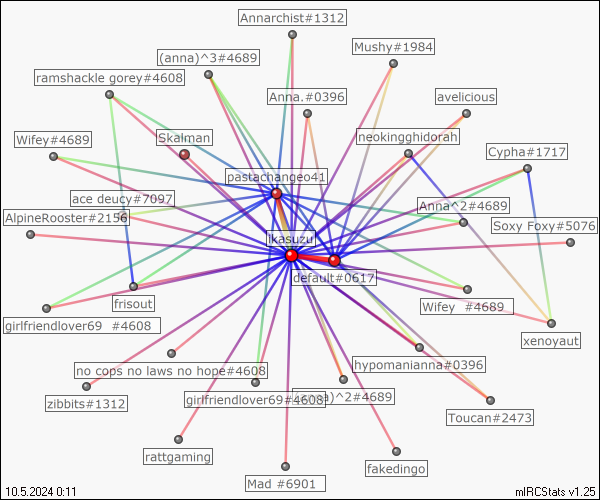 Annarchist#1312
Mushy#1984
(anna)^3#4689
ramshackle gorey#4608
Anna.#0396
avelicious
Wifey#4689
Skalman
neokingghidorah
Cypha#1717
pastachangeo41
ace deucy#7097
Anna^2#4689
AlpineRooster#2156
Soxy Foxy#5076
Ikasuzu
default#0617
frisout
Wifey #4689
girlfriendlover69 #4608
xenoyaut
no cops no laws no hope#4608
hypomanianna#0396
zibbits#1312
girlfriendlover69#4608
)^2#4689
Toucan#2473
rattgaming
fakedingo
Mad #6901
10.5.2024 0:11
mIRCStats v1.25